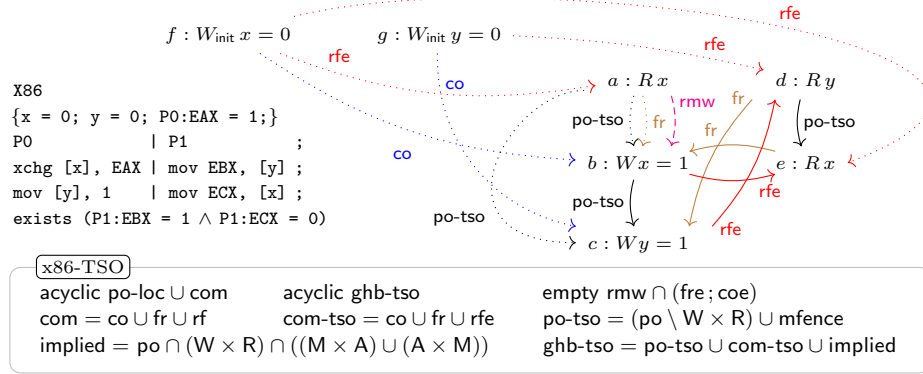 rfe
f : W_init x = 0
g : W_init y = 0
rfe
rfe
co
a : R x
d : R y
rmw
po-tso
fr
fr
po-tso
co
b : Wx = 1
e : R x
rfe
po-tso
po-tso
rfe
c : Wy = 1
X86
{x = 0; y = 0; P0:EAX = 1;}
P0 | P1 ;
xchg [x], EAX | mov EBX, [y] ;
mov [y], 1 | mov ECX, [x] ;
exists (P1:EBX = 1 ∧ P1:ECX = 0)
x86-TSO
acyclic po-loc ∪ com acyclic ghb-tso empty rmw ∩ (fre ; coe)
com = co ∪ fr ∪ rf com-tso = co ∪ fr ∪ rfe po-tso = (po \ W × R) ∪ mfence
implied = po ∩ (W × R) ∩ ((M × A) ∪ (A × M)) ghb-tso = po-tso ∪ com-tso ∪ implied